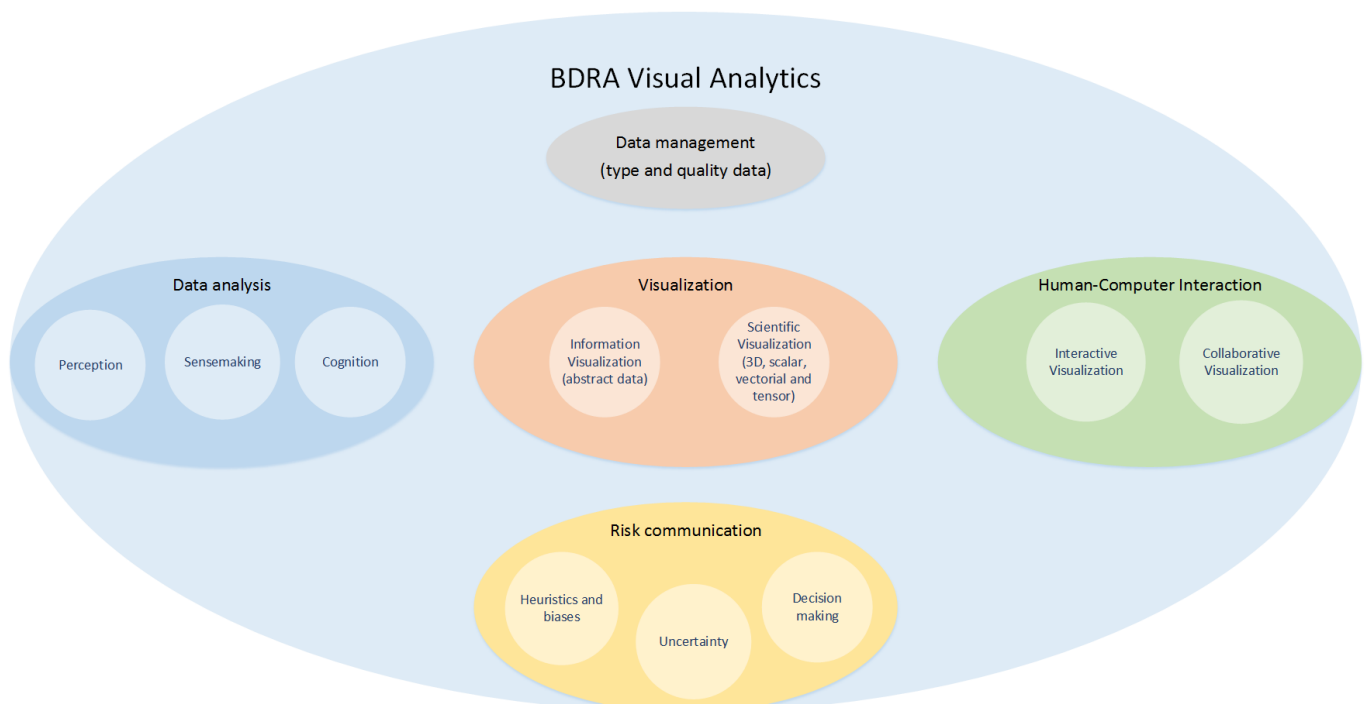 BDRA Visual Analytics
Data management
(type and quality data)
Data analysis
Perception
Sensemaking
Cognition
Visualization
Information
Visualization
(abstract data)
Scientific
Visualization
(3D, scalar,
vectorial and
tensor)
Human-Computer Interaction
Interactive
Visualization
Collaborative
Visualization
Risk communication
Heuristics and
biases
Uncertainty
Decision
making